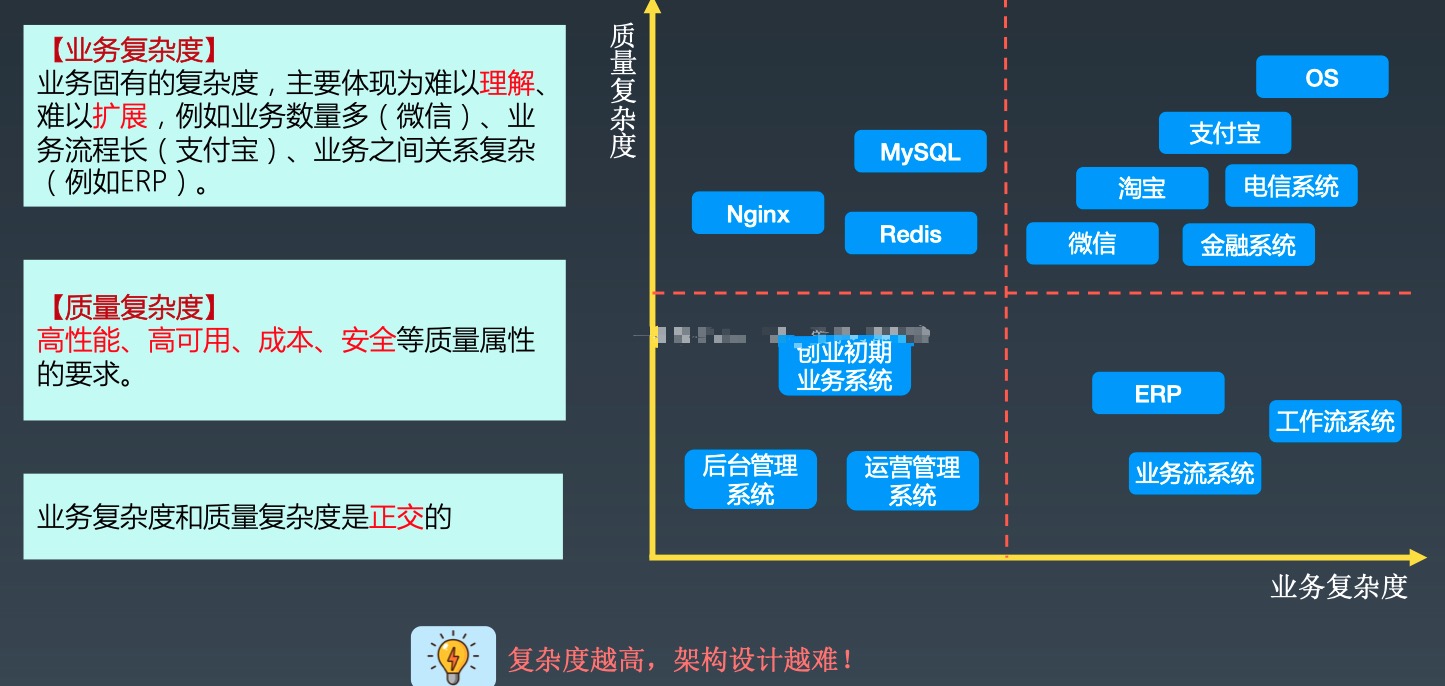 【业务复杂度】
业务固有的复杂度，主要体现为难以理解、
难以扩展，例如业务数量多（微信）、业
务流程长（支付宝）、业务之间关系复杂
（例如ERP）。
【质量复杂度】
高性能、高可用、成本、安全等质量属性
的要求。
业务复杂度和质量复杂度是正交的
质量复杂度
OS
支付宝
MySQL
淘宝
电信系统
Nginx
Redis
微信
金融系统
创业初期
业务系统
ERP
工作流系统
后台管理
系统
运营管理
系统
业务流系统
业务复杂度
复杂度越高，架构设计越难！